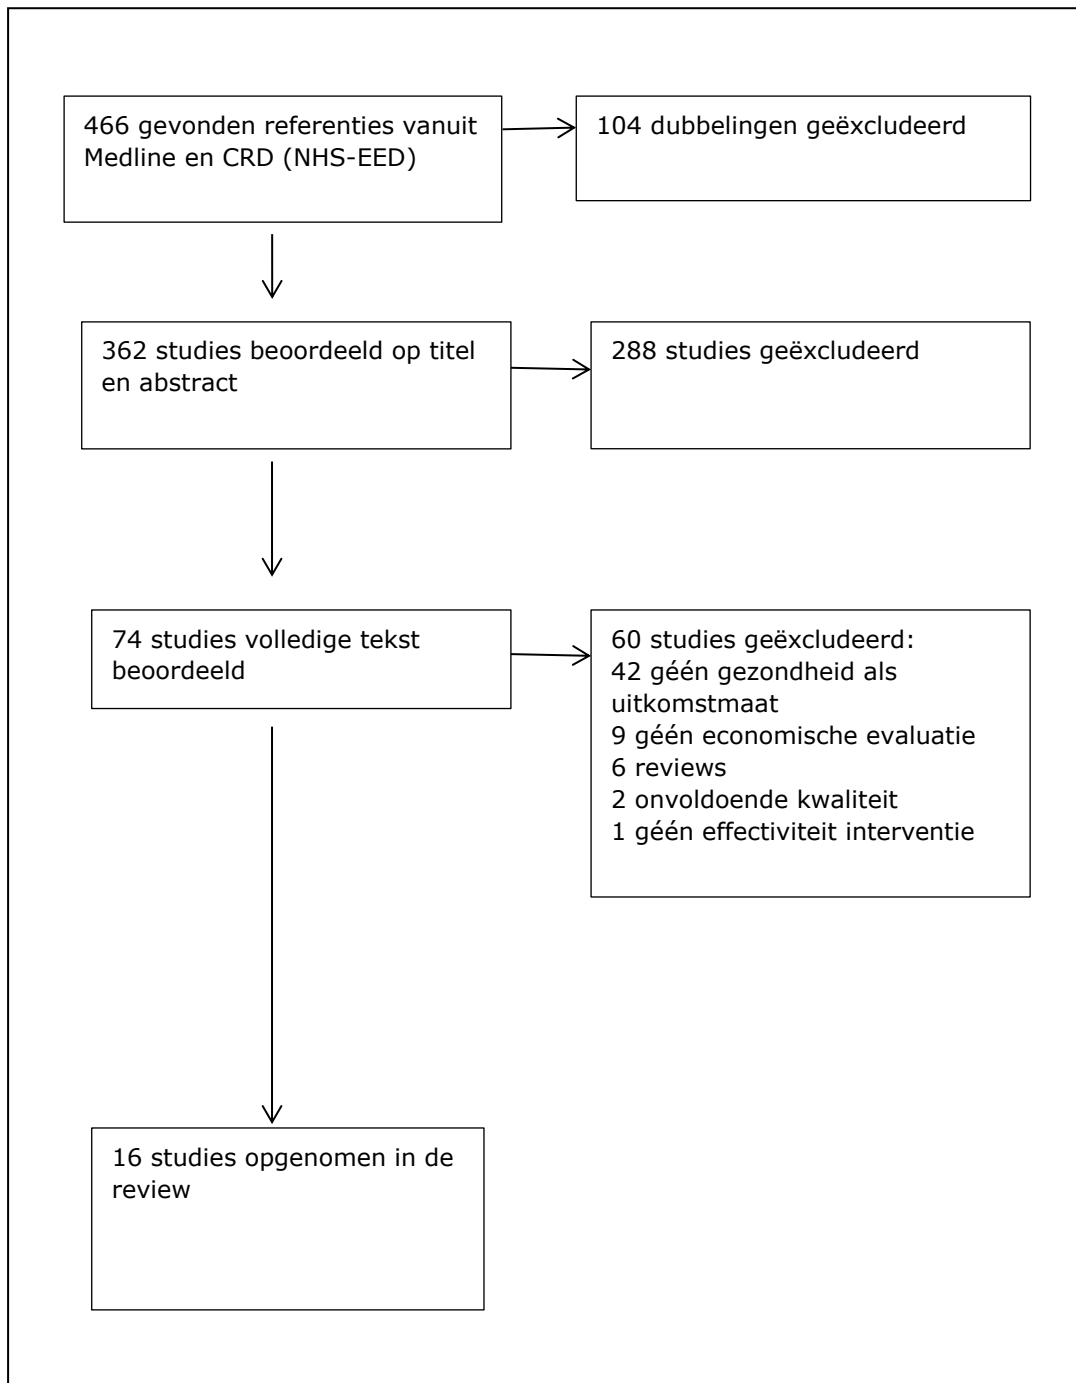 466 gevonden referenties vanuit
Medline en CRD (NHS-EED)
104 dubbelingen geëxcludeerd
362 studies beoordeeld op titel
en abstract
288 studies geëxcludeerd
74 studies volledige tekst
beoordeeld
60 studies geëxcludeerd:
42 géén gezondheid als
uitkomstmaat
9 géén economische evaluatie
6 reviews
2 onvoldoende kwaliteit
1 géén effectiviteit interventie
16 studies opgenomen in de
review